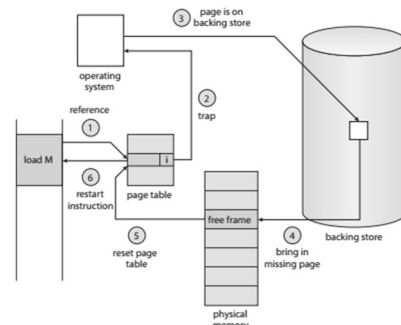 3
page is on
backing store
operating
system
2
trap
reference
1
load M
i
6
page table
restart
instruction
free frame
5
reset page
table
4
bring in
missing page
backing store
physical
memory